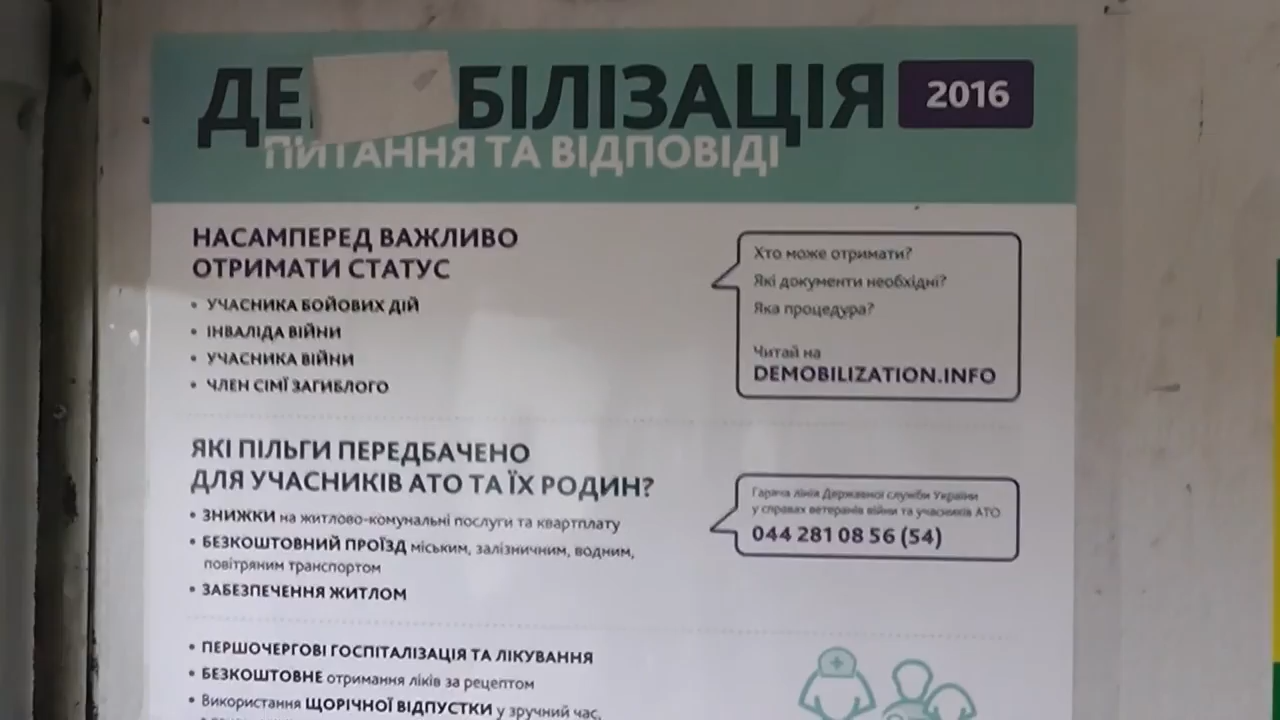 ДЕ БІЛІЗАЦІЯ 2016
ПИТАННЯ ТА ВІДПОВІДІ
НАСАМПЕРЕД ВАЖЛИВО
ОТРИМАТИ СТАТУС
• УЧАСНИКА БОЙОВИХ ДІЙ
• ІНВАЛІДА ВІЙНИ
• УЧАСНИКА ВІЙНИ
• ЧЛЕН СІМЇ ЗАГИБЛОГО
Хто може отримати?
Які документи необхідні?
Яка процедура?
Читай на
DEMOBILIZATION.INFO
ЯКІ ПІЛЬГИ ПЕРЕДБАЧЕНО
ДЛЯ УЧАСНИКІВ АТО ТА ЇХ РОДИН?
• ЗНИЖКИ на житлово-комунальні послуги та квартплату
• БЕЗКОШТОВНИЙ ПРОЇЗД міським, залізничним, водним,
повітряним транспортом
• ЗАБЕЗПЕЧЕННЯ ЖИТЛОМ
Гаряча лінія Державної служби України
у справах ветеранів війни та учасників АТО
044 281 08 56 (54)
• ПЕРШОЧЕРГОВІ ГОСПІТАЛІЗАЦІЯ ТА ЛІКУВАННЯ
• БЕЗКОШТОВНЕ отримання ліків за рецептом
• Використання ЩОРІЧНОЇ ВІДПУСТКИ у зручний час,